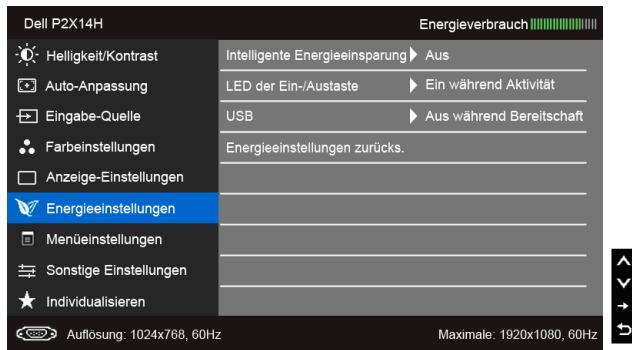 Dell P2X14H Energieverbrauch
Helligkeit/Kontrast Intelligente Energieeinsparung Aus
Auto-Anpassung LED der Ein-/Austaste Ein während Aktivität
Eingabe-Quelle USB Aus während Bereitschaft
Farbeinstellungen Energieeinstellungen zurücks.
Anzeige-Einstellungen
Energieeinstellungen
Menüeinstellungen
Sonstige Einstellungen
Individualisieren
Auflösung: 1024x768, 60Hz Maximale: 1920x1080, 60Hz